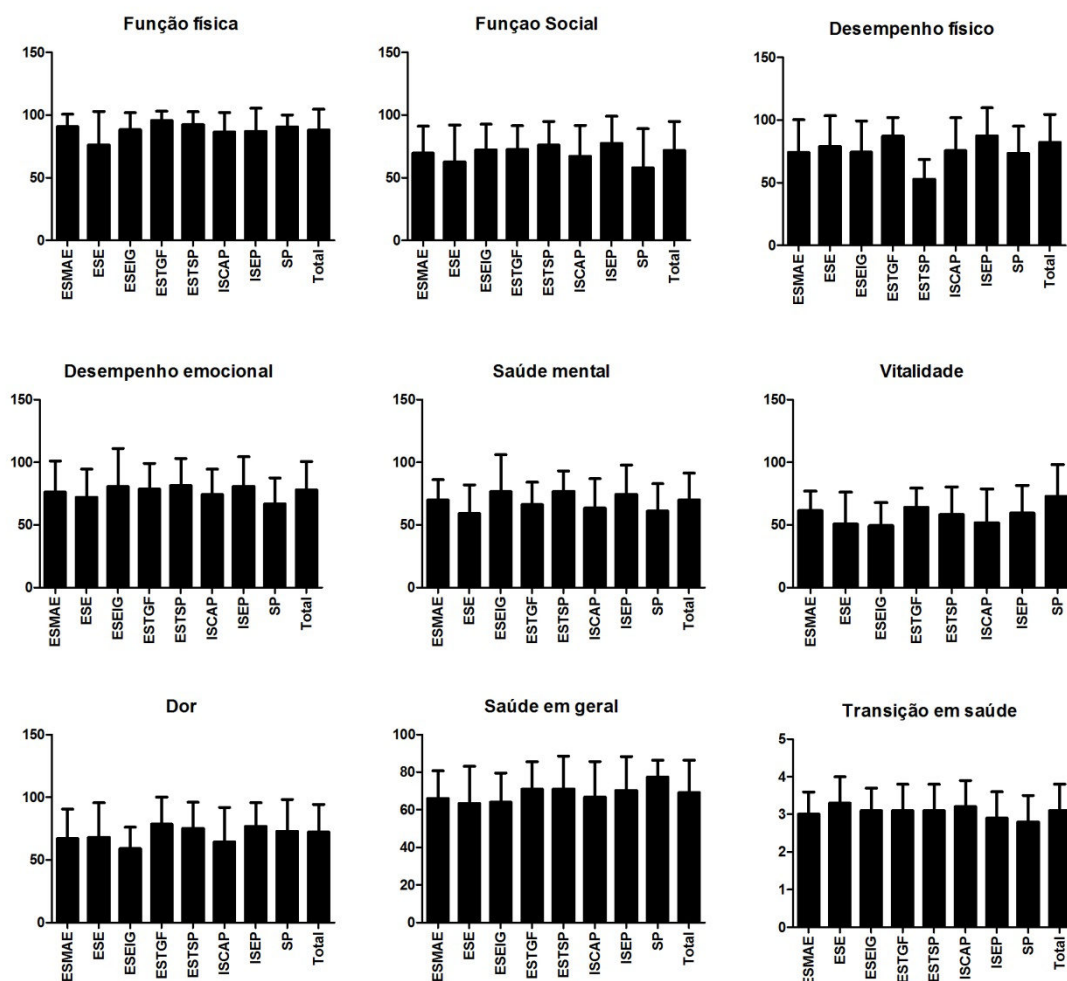 Função física
150
100
50
0
ESMAE
ESE
ESEIG
ESTGF
ESTSP
ISCAP
ISEP
SP
Total
Funçao Social
150
100
50
0
ESMAE
ESE
ESEIG
ESTGF
ESTSP
ISCAP
ISEP
SP
Total
Desempenho físico
150
100
50
0
ESMAE
ESE
ESEIG
ESTGF
ESTSP
ISCAP
ISEP
SP
Total
Desempenho emocional
150
100
50
0
ESMAE
ESE
ESEIG
ESTGF
ESTSP
ISCAP
ISEP
SP
Total
Saúde mental
150
100
50
0
ESMAE
ESE
ESEIG
ESTGF
ESTSP
ISCAP
ISEP
SP
Total
Vitalidade
150
100
50
0
ESMAE
ESE
ESEIG
ESTGF
ESTSP
ISCAP
ISEP
SP
Dor
150
100
50
0
ESMAE
ESE
ESEIG
ESTGF
ESTSP
ISCAP
ISEP
SP
Total
Saúde em geral
100
80
60
40
20
0
ESMAE
ESE
ESEIG
ESTGF
ESTSP
ISCAP
ISEP
SP
Total
Transição em saúde
5
4
3
2
1
0
ESMAE
ESE
ESEIG
ESTGF
ESTSP
ISCAP
ISEP
SP
Total